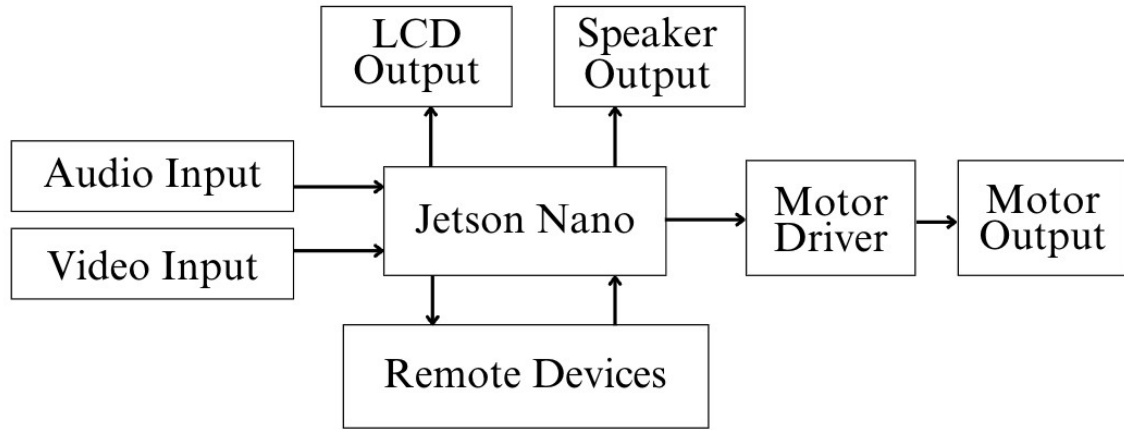 LCD
Output
Speaker
Output
Audio Input
Video Input
Jetson Nano
Motor
Driver
Motor
Output
Remote Devices